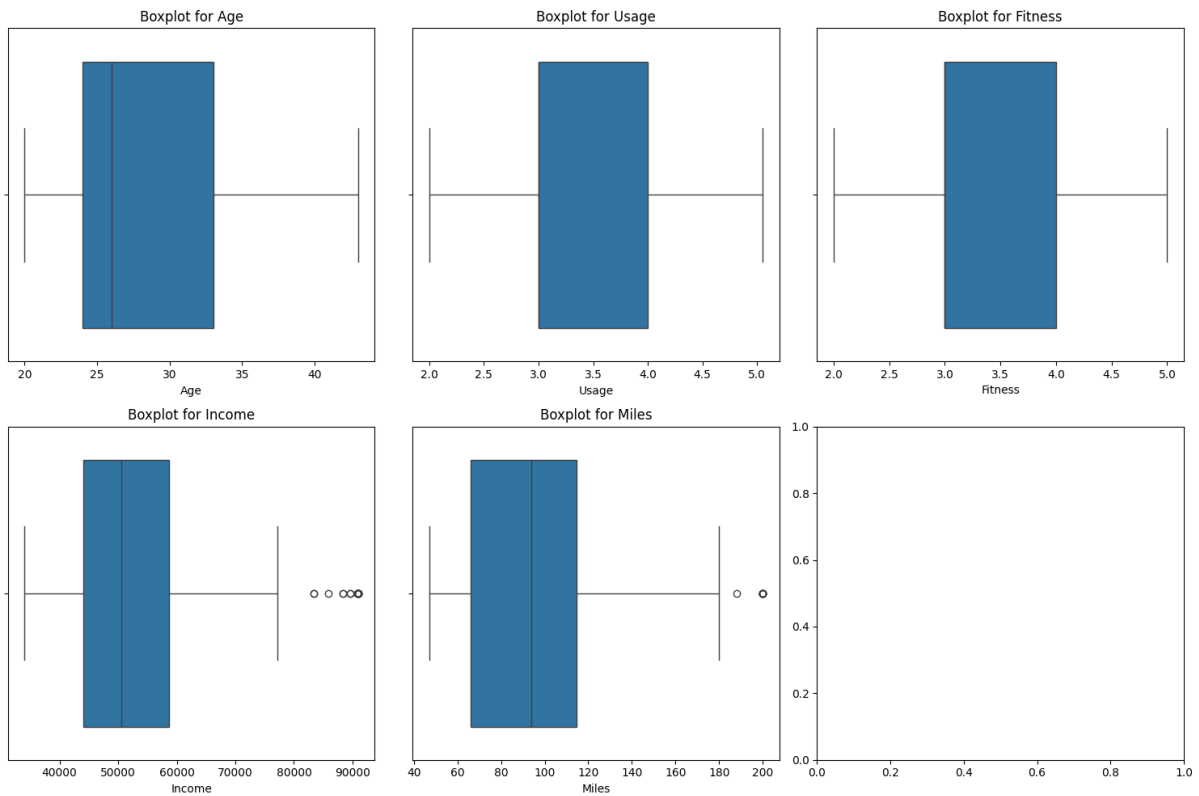 Boxplot for Age
Boxplot for Usage
Boxplot for Fitness
20 25 30 35 40
2.0 2.5 3.0 3.5 4.0 4.5 5.0
2.0 2.5 3.0 3.5 4.0 4.5 5.0
Age
Usage
Fitness
Boxplot for Income
Boxplot for Miles
1.0
0.8
0.6
0.4
0.2
0.0
40000 50000 60000 70000 80000 90000
40 60 80 100 120 140 160 180 200
0.0 0.2 0.4 0.6 0.8 1.0
Income
Miles